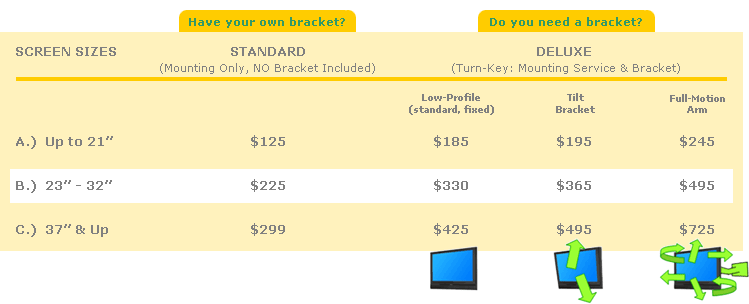 Have your own bracket? Do you need a bracket?
SCREEN SIZES STANDARD DELUXE
(Mounting Only, NO Bracket Included) (Turn-Key: Mounting Service & Bracket)
Low-Profile Tilt Full-Motion
(standard, fixed) Bracket Arm
A.) Up to 21” $125 $185 $195 $245
B.) 23” - 32” $225 $330 $365 $495
C.) 37” & Up $299 $425 $495 $725